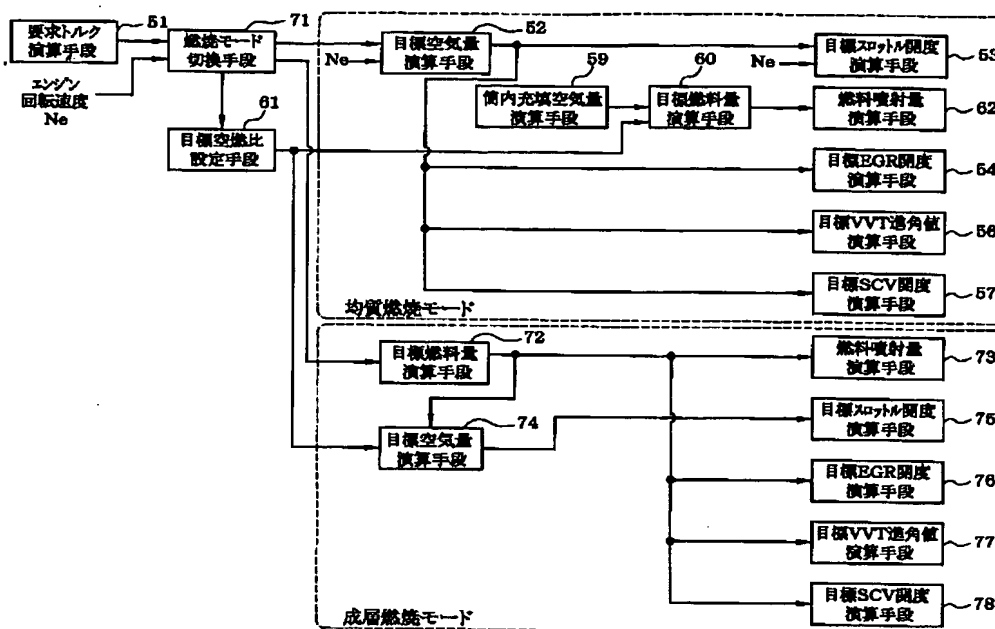 要求トルク
演算手段
51
エンジン
回転速度
Ne
燃焼モード
切換手段
71
目標空燃比
設定手段
61
目標空気量
演算手段
52
Ne
筒内充填空気量
演算手段
59
目標燃料量
演算手段
60
目標スロットル開度
演算手段
53
Ne
燃料噴射量
演算手段
62
目標EGR開度
演算手段
54
目標VVT進角値
演算手段
56
目標SCV開度
演算手段
57
均質燃焼モード
目標燃料量
演算手段
72
目標空気量
演算手段
74
燃料噴射量
演算手段
73
目標スロットル開度
演算手段
75
目標EGR開度
演算手段
76
目標VVT進角値
演算手段
77
目標SCV開度
演算手段
78
成層燃焼モード